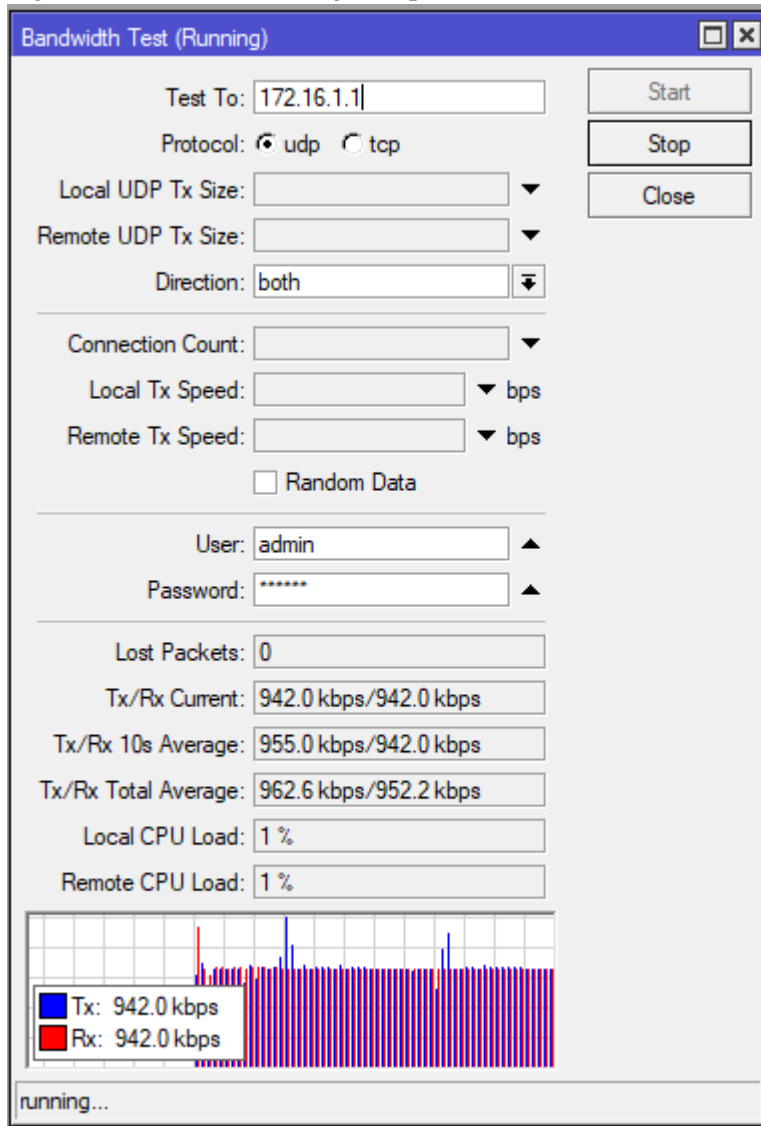 Bandwidth Test (Running)
Test To: 172.16.1.1 Start
Protocol: udp tcp Stop
Local UDP Tx Size: Close
Remote UDP Tx Size:
Direction: both
Connection Count:
Local Tx Speed: bps
Remote Tx Speed: bps
Random Data
User: admin
Password: ******
Lost Packets: 0
Tx/Rx Current: 942.0 kbps/942.0 kbps
Tx/Rx 10s Average: 955.0 kbps/942.0 kbps
Tx/Rx Total Average: 962.6 kbps/952.2 kbps
Local CPU Load: 1 %
Remote CPU Load: 1 %
Tx: 942.0 kbps
Rx: 942.0 kbps
running...